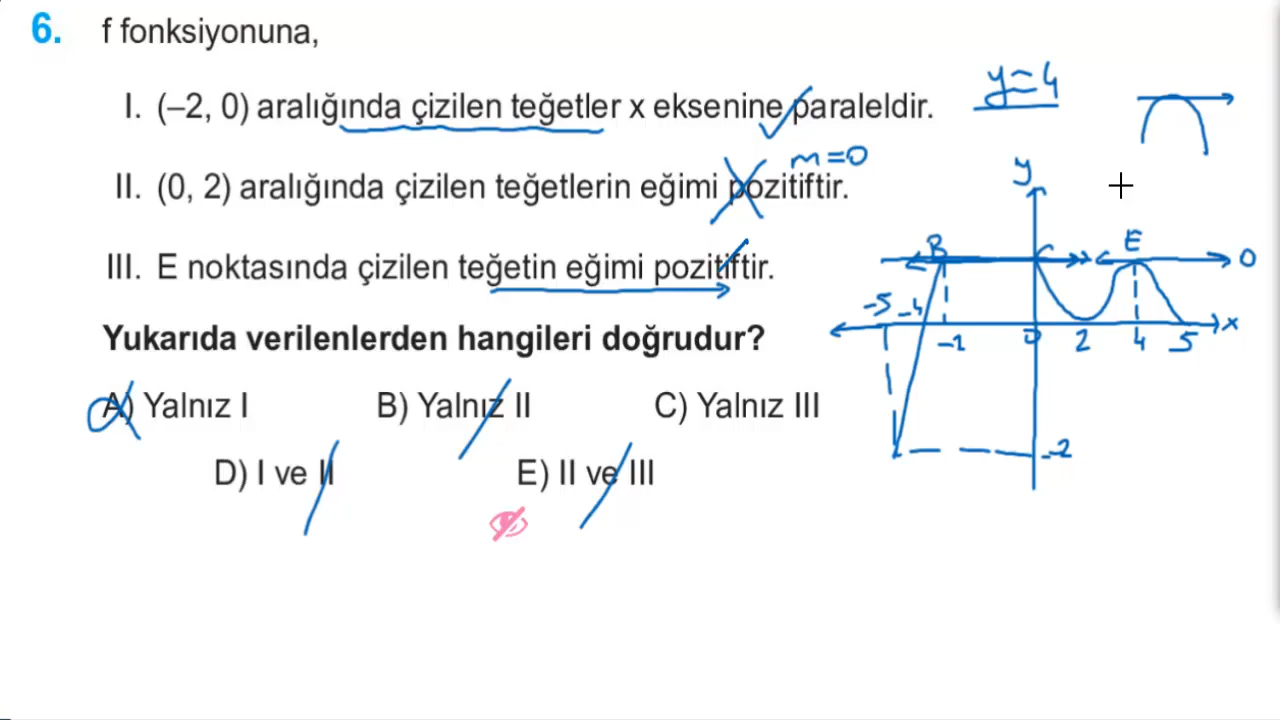 6. f fonksiyonuna,
y=4
I. (–2, 0) aralığında çizilen teğetler x eksenine paraleldir.
m=0
II. (0, 2) aralığında çizilen teğetlerin eğimi pozitiftir.
III. E noktasında çizilen teğetin eğimi pozitiftir.
Yukarıda verilenlerden hangileri doğrudur?
A) Yalnız I B) Yalnız II C) Yalnız III
D) I ve II E) II ve III
y
B C E 0
-5 -4
-1 0 2 4 5 x
-2